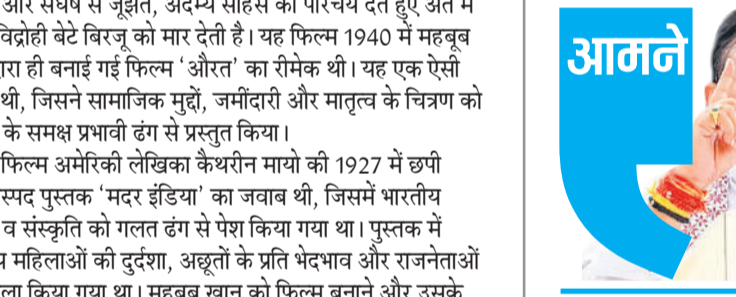 और संघर्ष से जूझते, अदम्य साहस का परिचय देते हुए अंत में
विद्रोही बेटे बिरजू को मार देती है। यह फिल्म 1940 में महबूब
द्वारा ही बनाई गई फिल्म ‘औरत’ का रीमेक थी। यह एक ऐसी
थी, जिसने सामाजिक मुद्दों, जमींदारी और मातृत्व के चित्रण को
के समक्ष प्रभावी ढंग से प्रस्तुत किया।
फिल्म अमेरिकी लेखिका कैथरीन मायो की 1927 में छपी
स्पद पुस्तक ‘मदर इंडिया’ का जवाब थी, जिसमें भारतीय
व संस्कृति को गलत ढंग से पेश किया गया था। पुस्तक में
महिलाओं की दुर्दशा, अछूतों के प्रति भेदभाव और राजनेताओं
किया गया था। महबूब खान को फिल्म बनाने और उसके
आमने